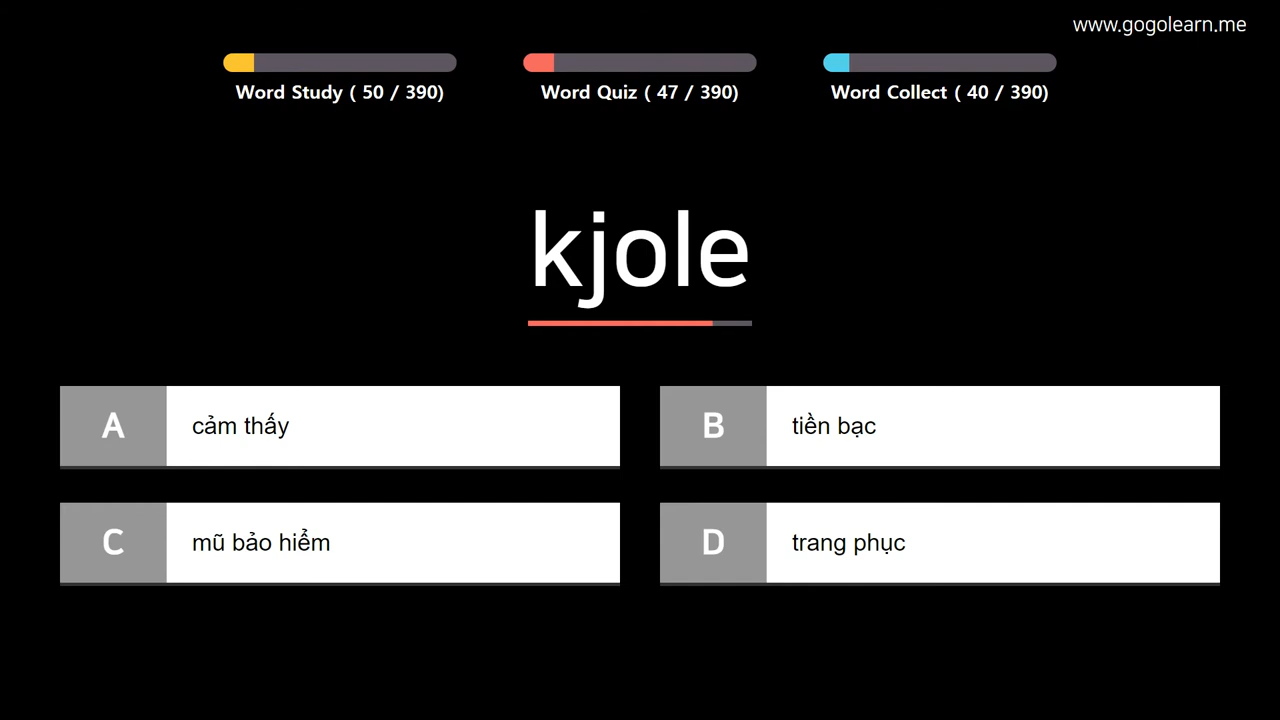 www.gogolearn.me
Word Study ( 50 / 390)
Word Quiz ( 47 / 390)
Word Collect ( 40 / 390)
kjole
A cảm thấy
B tiền bạc
C mũ bảo hiểm
D trang phục